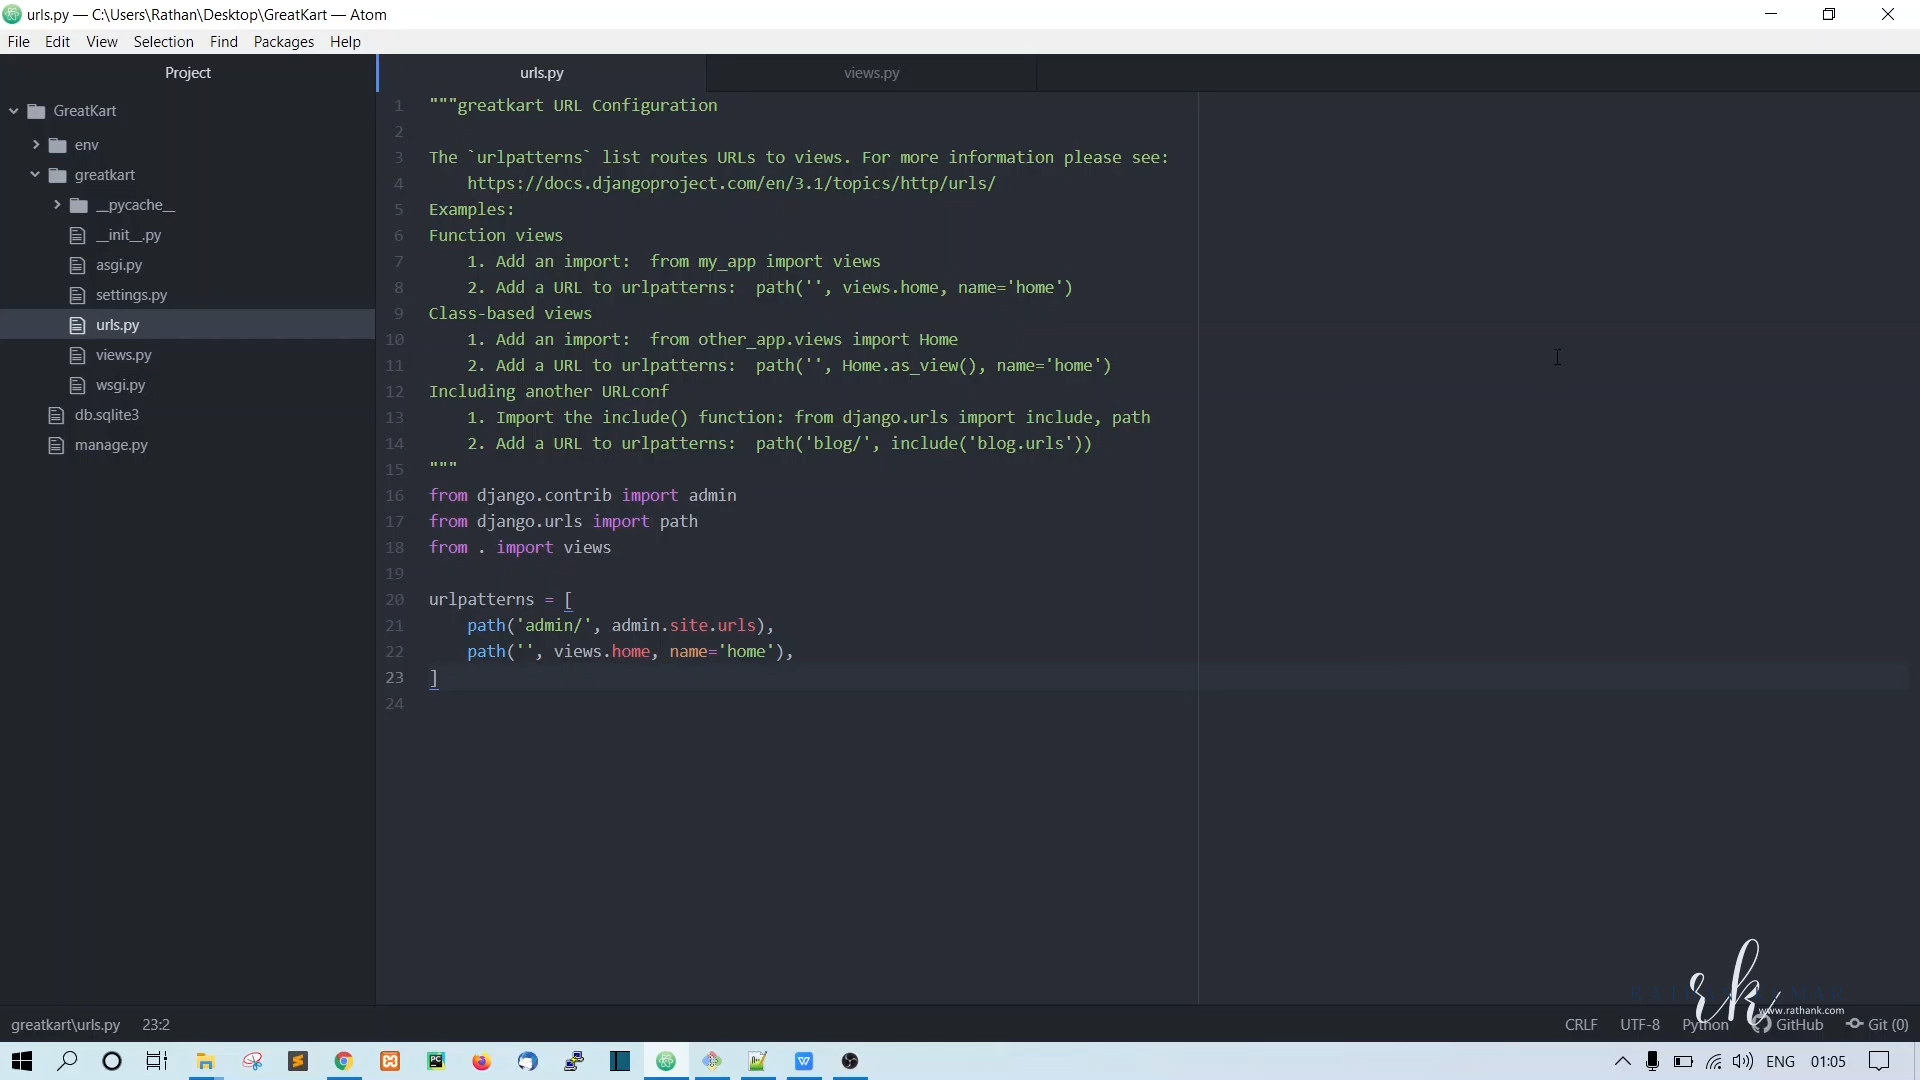 urls.py — C:\Users\Rathan\Desktop\GreatKart — Atom
File Edit View Selection Find Packages Help
Project
urls.py
views.py
GreatKart
env
greatkart
__pycache__
__init__.py
asgi.py
settings.py
urls.py
views.py
wsgi.py
db.sqlite3
manage.py
1 """greatkart URL Configuration
2
3 The `urlpatterns` list routes URLs to views. For more information please see:
4     https://docs.djangoproject.com/en/3.1/topics/http/urls/
5 Examples:
6 Function views
7     1. Add an import:  from my_app import views
8     2. Add a URL to urlpatterns:  path('', views.home, name='home')
9 Class-based views
10     1. Add an import:  from other_app.views import Home
11     2. Add a URL to urlpatterns:  path('', Home.as_view(), name='home')
12 Including another URLconf
13     1. Import the include() function: from django.urls import include, path
14     2. Add a URL to urlpatterns:  path('blog/', include('blog.urls'))
15 """
16 from django.contrib import admin
17 from django.urls import path
18 from . import views
19
20 urlpatterns = [
21     path('admin/', admin.site.urls),
22     path('', views.home, name='home'),
23 ]
24
rk
www.rathank.com
greatkart\urls.py 23:2
CRLF UTF-8 Python GitHub Git (0)
ENG 01:05